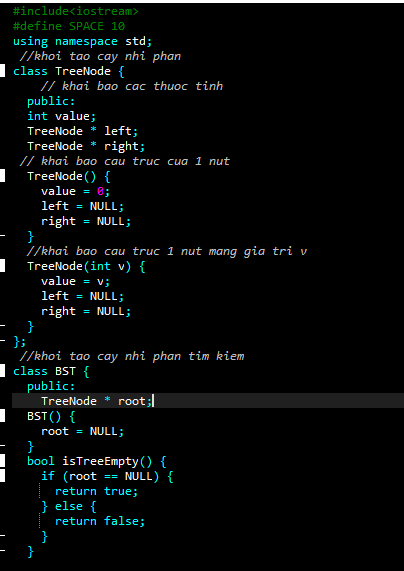 #include<iostream>
#define SPACE 10
using namespace std;
//khoi tao cay nhi phan
class TreeNode {
// khai bao cac thuoc tinh
public:
int value;
TreeNode * left;
TreeNode * right;
// khai bao cau truc cua 1 nut
TreeNode() {
value = 0;
left = NULL;
right = NULL;
}
//khai bao cau truc 1 nut mang gia tri v
TreeNode(int v) {
value = v;
left = NULL;
right = NULL;
}
};
//khoi tao cay nhi phan tim kiem
class BST {
public:
TreeNode * root;
BST() {
root = NULL;
}
bool isTreeEmpty() {
if (root == NULL) {
return true;
} else {
return false;
}
}